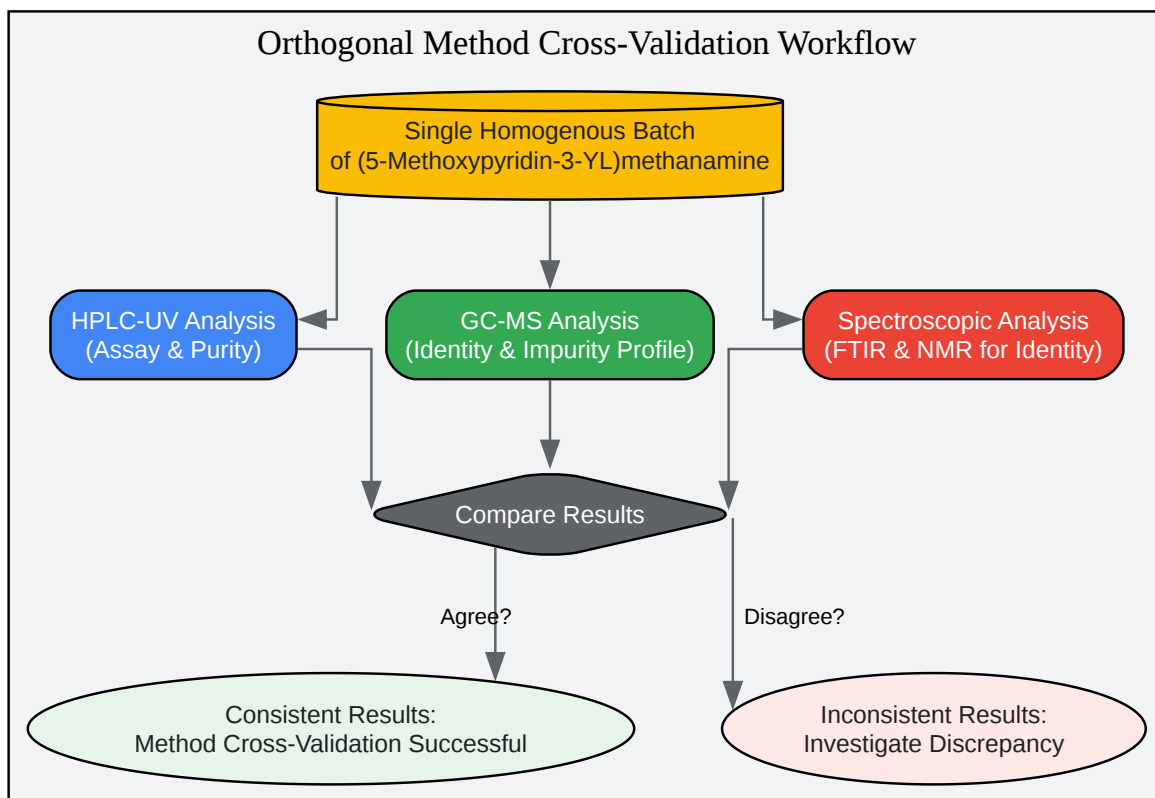 Orthogonal Method Cross-Validation Workflow
Single Homogenous Batch
of (5-Methoxypyridin-3-YL)methanamine
HPLC-UV Analysis
(Assay & Purity)
GC-MS Analysis
(Identity & Impurity Profile)
Spectroscopic Analysis
(FTIR & NMR for Identity)
Compare Results
Agree?
Disagree?
Consistent Results:
Method Cross-Validation Successful
Inconsistent Results:
Investigate Discrepancy